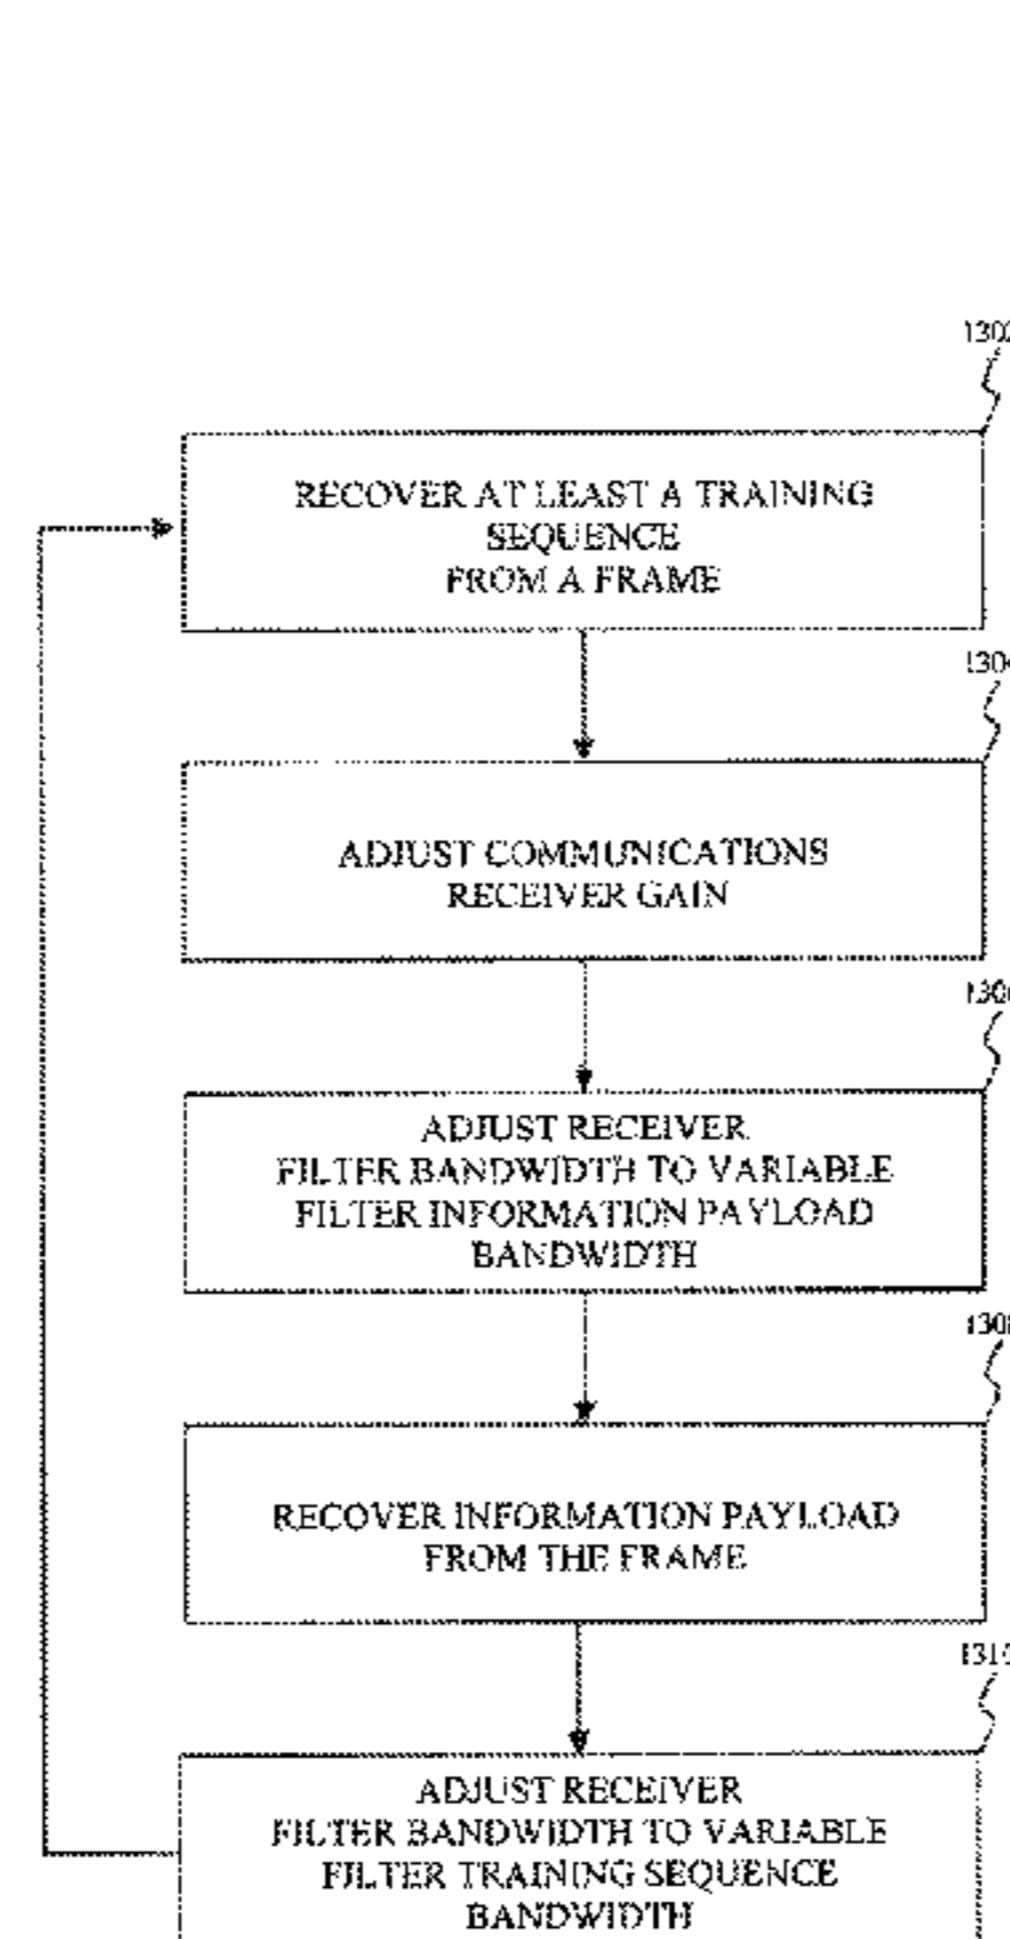 1302
RECOVER AT LEAST A TRAINING
SEQUENCE
FROM A FRAME
ADJUST COMMUNICATIONS
RECEIVER GAIN
ADJUST RECEIVER
FILTER BANDWIDTH TO VARIABLE
FILTER INFORMATION PAYLOAD
BANDWIDTH
RECOVER INFORMATION PAYLOAD
FROM THE FRAME
ADJUST RECEIVER
FILTER BANDWIDTH TO VARIABLE
FILTER TRAINING SEQUENCE
BANDWIDTH